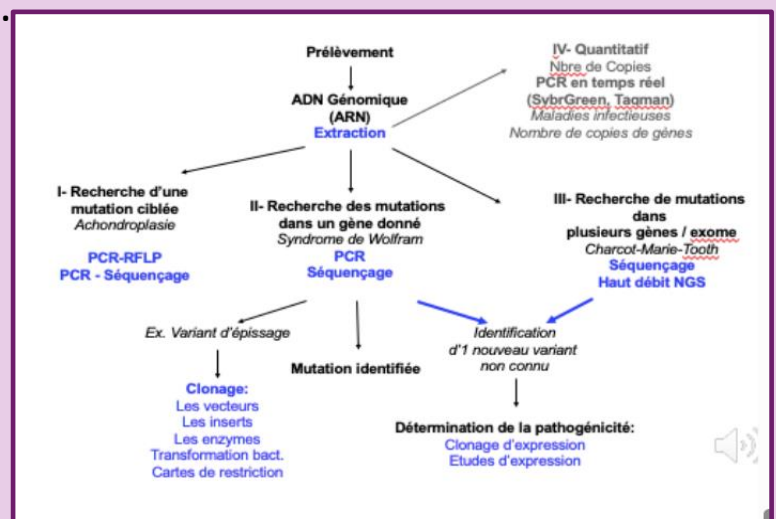 Prélèvement
ADN Génomique
(ARN)
Extraction
IV- Quantitatif
Nbre de Copies
PCR en temps réel
(SybrGreen, Taqman)
Maladies infectieuses
Nombre de copies de gènes
I- Recherche d'une
mutation ciblée
Achondroplasie
PCR-RFLP
PCR - Séquençage
II- Recherche des mutations
dans un gène donné
Syndrome de Wolfram
PCR
Séquençage
III- Recherche de mutations
dans
plusieurs gènes / exome
Charcot-Marie-Tooth
Séquençage
Haut débit NGS
Ex. Variant d'épissage
Mutation identifiée
Identification
d'1 nouveau variant
non connu
Clonage:
Les vecteurs
Les inserts
Les enzymes
Transformation bact.
Cartes de restriction
Détermination de la pathogénicité:
Clonage d'expression
Etudes d'expression